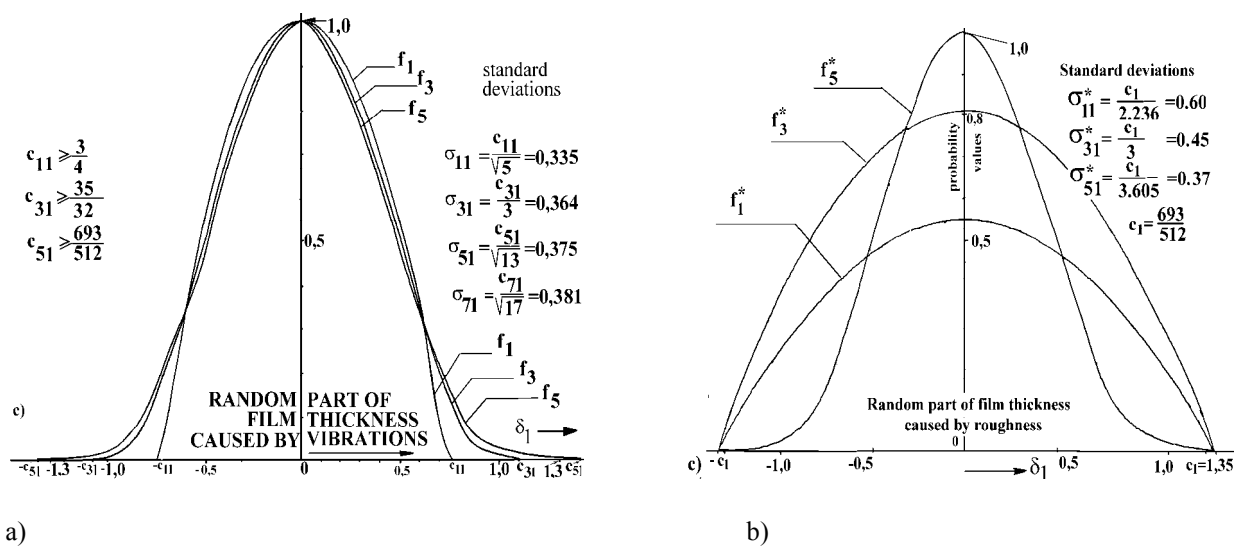 1,0
f1
f3
f5
standard
deviations
c11 ≥ 3/4
c31 ≥ 35/32
c51 ≥ 693/512
σ11 = c11/√5 = 0,335
σ31 = c31/3 = 0,364
σ51 = c51/√13 = 0,375
σ71 = c71/√17 = 0,381
0,5
f1
f3
f5
RANDOM PART OF
FILM THICKNESS
CAUSED BY VIBRATIONS
δ1
c)
-c51 -1,3 -c31 -1,0 -c11 -0,5 0 0,5 c11 1,0 c31 1,3 c51
a)
b)
1,0
f5*
f3*
f1*
Standard deviations
σ11* = c1/2.236 = 0.60
σ31* = c1/3 = 0.45
σ51* = c1/3.605 = 0.37
c1 = 693/512
0,8
probability
values
0,5
Random part of film thickness
caused by roughness
0
c) - c1 -1,0 -0,5 δ1 0,5 1,0 c1=1,35
b)